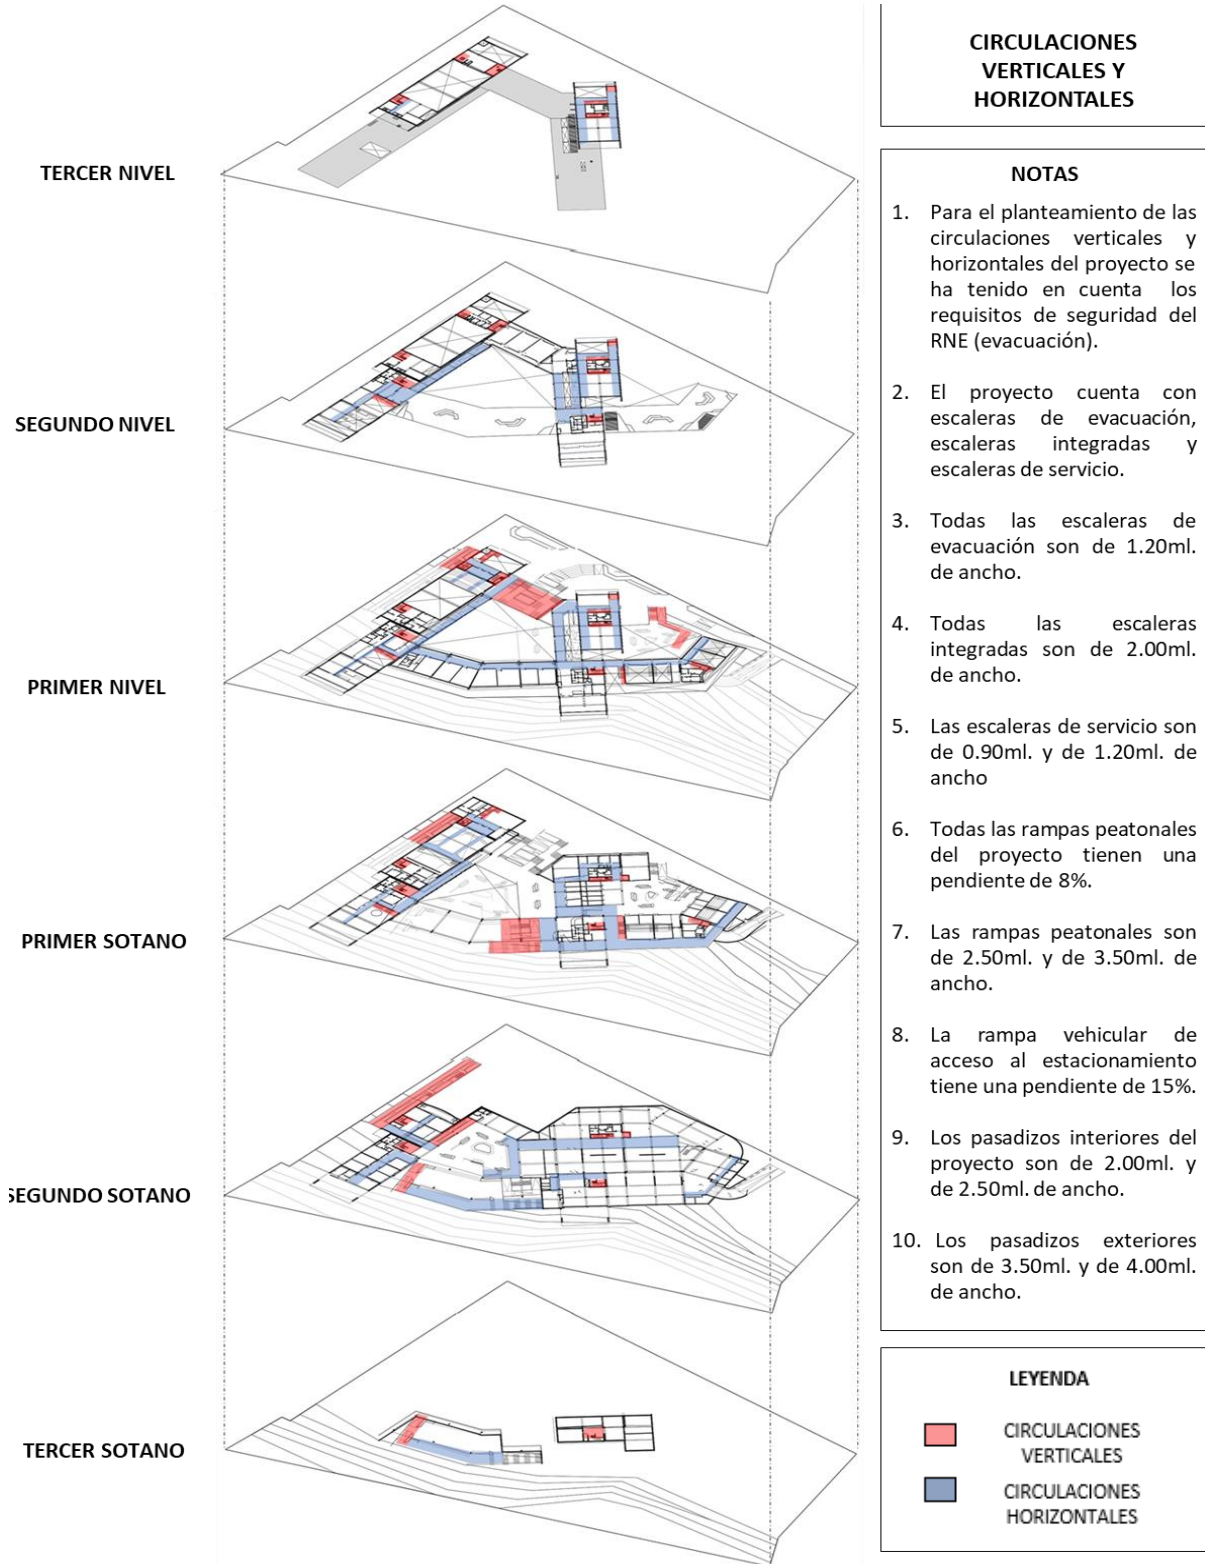 CIRCULACIONES
VERTICALES Y
HORIZONTALES
TERCER NIVEL
SEGUNDO NIVEL
PRIMER NIVEL
PRIMER SOTANO
SEGUNDO SOTANO
TERCER SOTANO
NOTAS
1. Para el planteamiento de las
circulaciones verticales y
horizontales del proyecto se
ha tenido en cuenta los
requisitos de seguridad del
RNE (evacuación).
2. El proyecto cuenta con
escaleras de evacuación,
escaleras integradas y
escaleras de servicio.
3. Todas las escaleras de
evacuación son de 1.20ml.
de ancho.
4. Todas las escaleras
integradas son de 2.00ml.
de ancho.
5. Las escaleras de servicio son
de 0.90ml. y de 1.20ml. de
ancho
6. Todas las rampas peatonales
del proyecto tienen una
pendiente de 8%.
7. Las rampas peatonales son
de 2.50ml. y de 3.50ml. de
ancho.
8. La rampa vehicular de
acceso al estacionamiento
tiene una pendiente de 15%.
9. Los pasadizos interiores del
proyecto son de 2.00ml. y
de 2.50ml. de ancho.
10. Los pasadizos exteriores
son de 3.50ml. y de 4.00ml.
de ancho.
LEYENDA
CIRCULACIONES
VERTICALES
CIRCULACIONES
HORIZONTALES